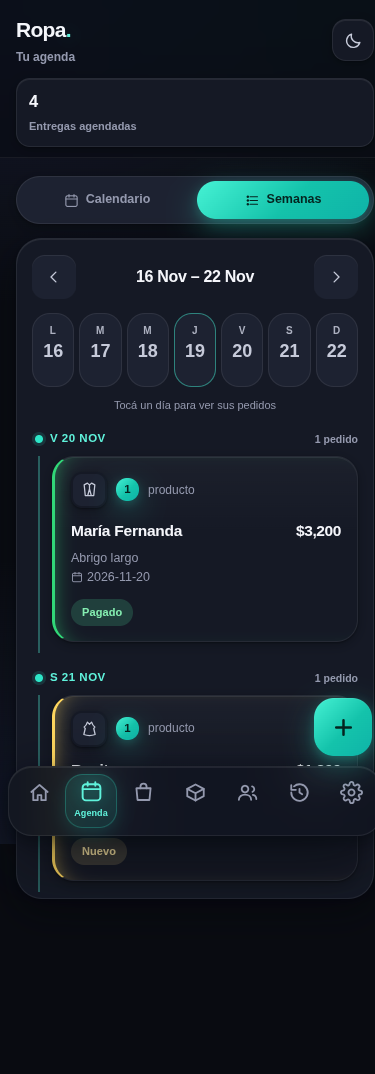 Ropa.
Tu agenda
4
Entregas agendadas
Calendario
Semanas
16 Nov – 22 Nov
L M M J V S D
16 17 18 19 20 21 22
Tocá un día para ver sus pedidos
V 20 NOV 1 pedido
1 producto
María Fernanda $3,200
Abrigo largo
2026-11-20
Pagado
S 21 NOV 1 pedido
1 producto
Agenda
Nuevo